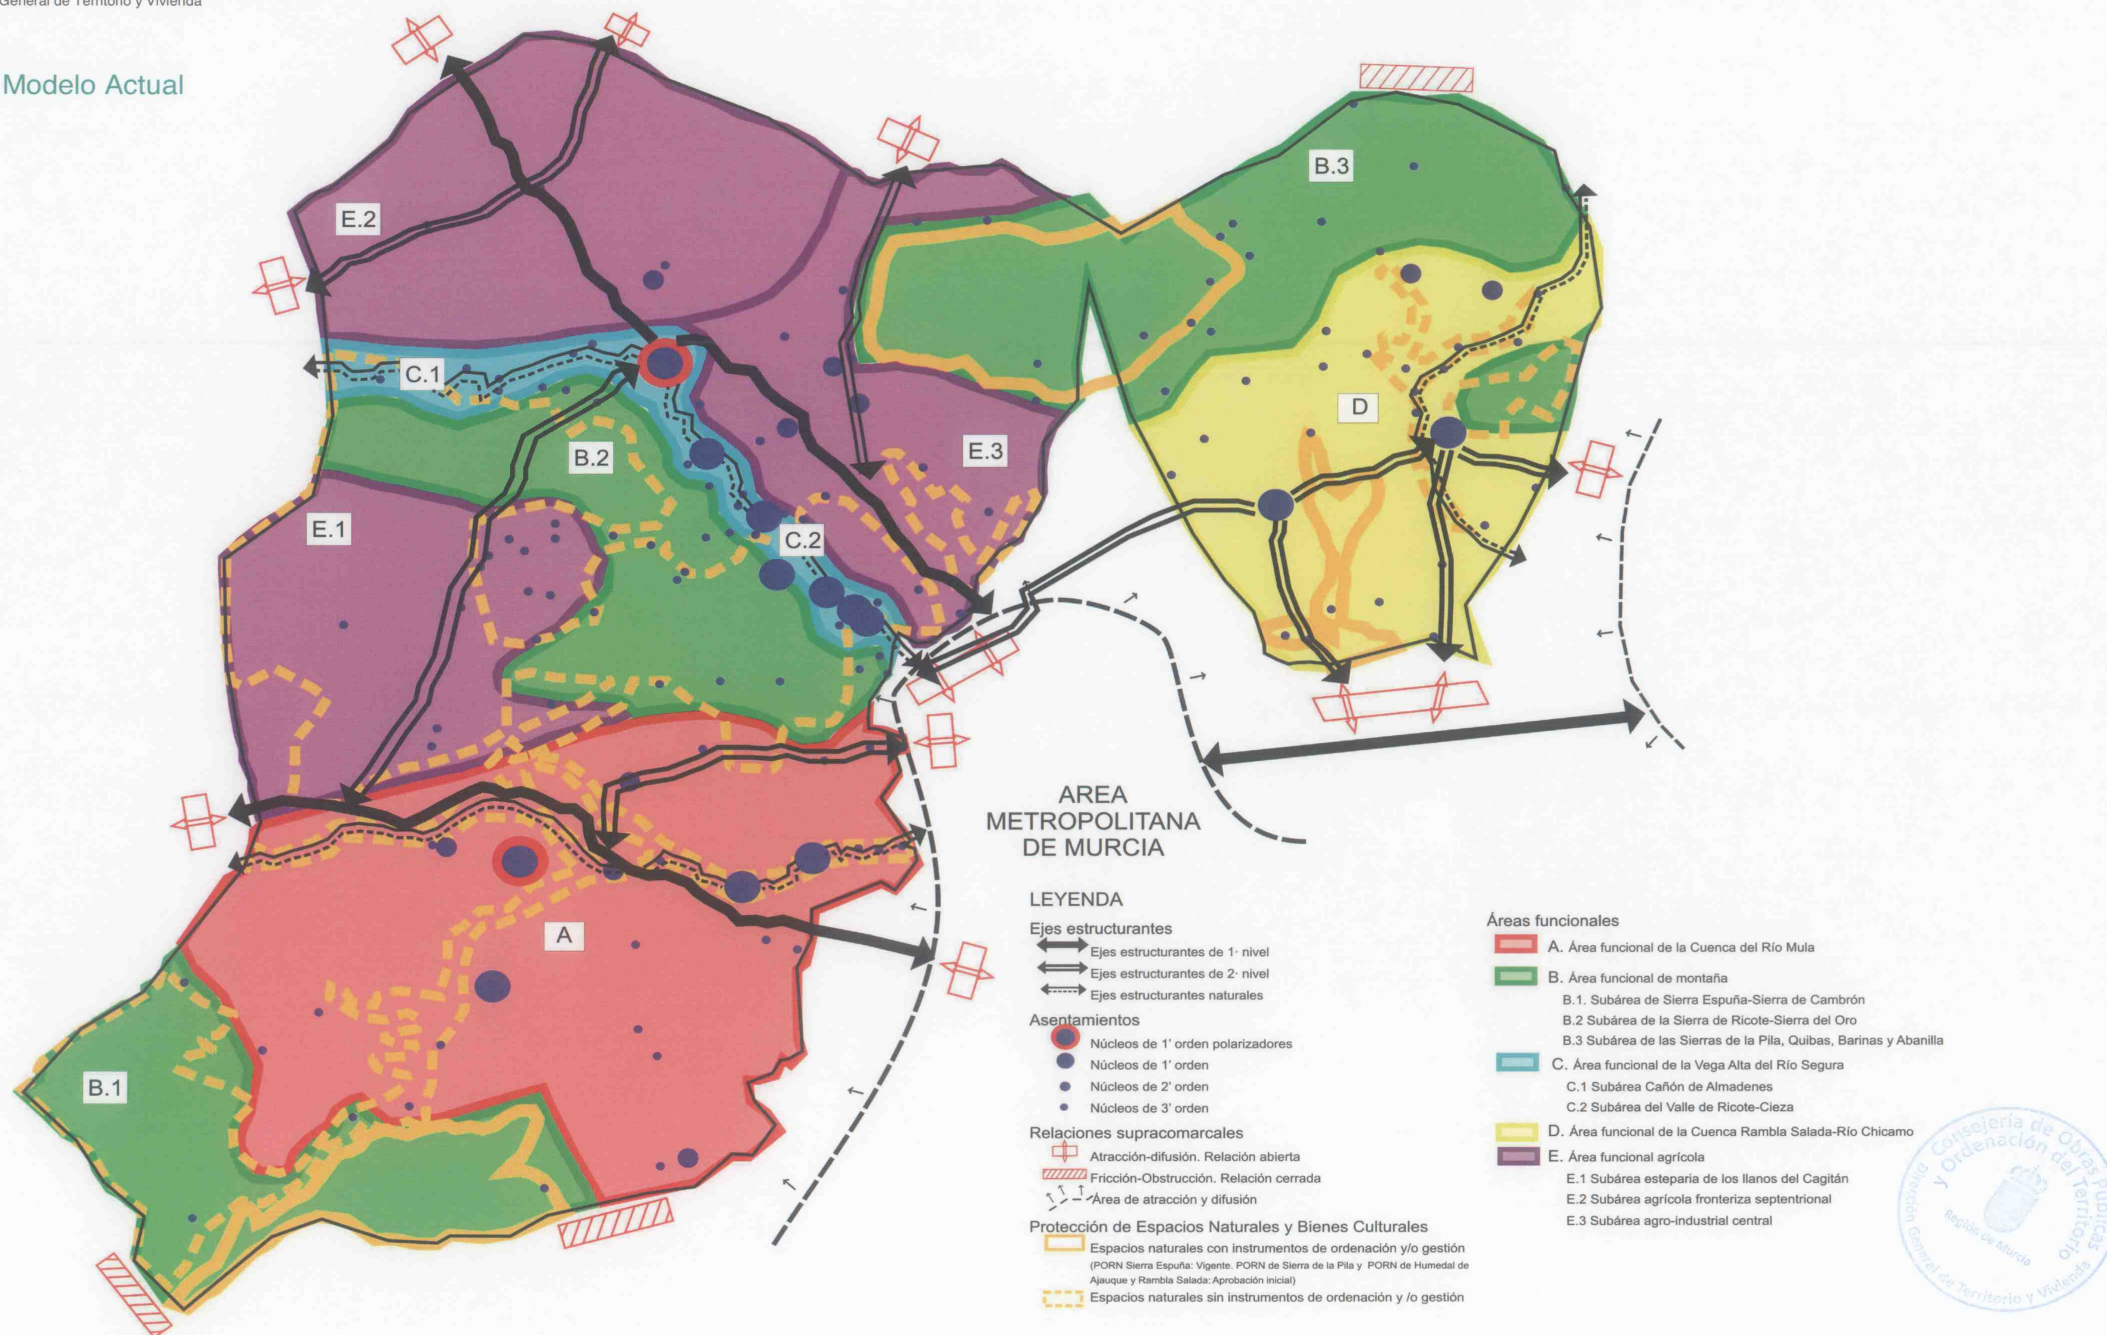 General de Territorio y Vivienda
Modelo Actual
E.2
B.3
C.1
D
B.2
E.3
E.1
C.2
AREA
METROPOLITANA
DE MURCIA
A
B.1
LEYENDA
Ejes estructurantes
Ejes estructurantes de 1· nivel
Ejes estructurantes de 2· nivel
Ejes estructurantes naturales
Asentamientos
Núcleos de 1' orden polarizadores
Núcleos de 1' orden
Núcleos de 2' orden
Núcleos de 3' orden
Relaciones supracomarcales
Atracción-difusión. Relación abierta
Fricción-Obstrucción. Relación cerrada
Área de atracción y difusión
Protección de Espacios Naturales y Bienes Culturales
Espacios naturales con instrumentos de ordenación y/o gestión
(PORN Sierra Espuña: Vigente. PORN de Sierra de la Pila y PORN de Humedal de
Ajauque y Rambla Salada: Aprobación inicial)
Espacios naturales sin instrumentos de ordenación y /o gestión
Áreas funcionales
A. Área funcional de la Cuenca del Río Mula
B. Área funcional de montaña
B.1. Subárea de Sierra Espuña-Sierra de Cambrón
B.2 Subárea de la Sierra de Ricote-Sierra del Oro
B.3 Subárea de las Sierras de la Pila, Quibas, Barinas y Abanilla
C. Área funcional de la Vega Alta del Río Segura
C.1 Subárea Cañón de Almadenes
C.2 Subárea del Valle de Ricote-Cieza
D. Área funcional de la Cuenca Rambla Salada-Río Chicamo
E. Área funcional agrícola
E.1 Subárea esteparia de los llanos del Cagitán
E.2 Subárea agrícola fronteriza septentrional
E.3 Subárea agro-industrial central
Consejería de Obras Públicas
y Ordenación del Territorio
Región de Murcia
Dirección General de Territorio y Vivienda